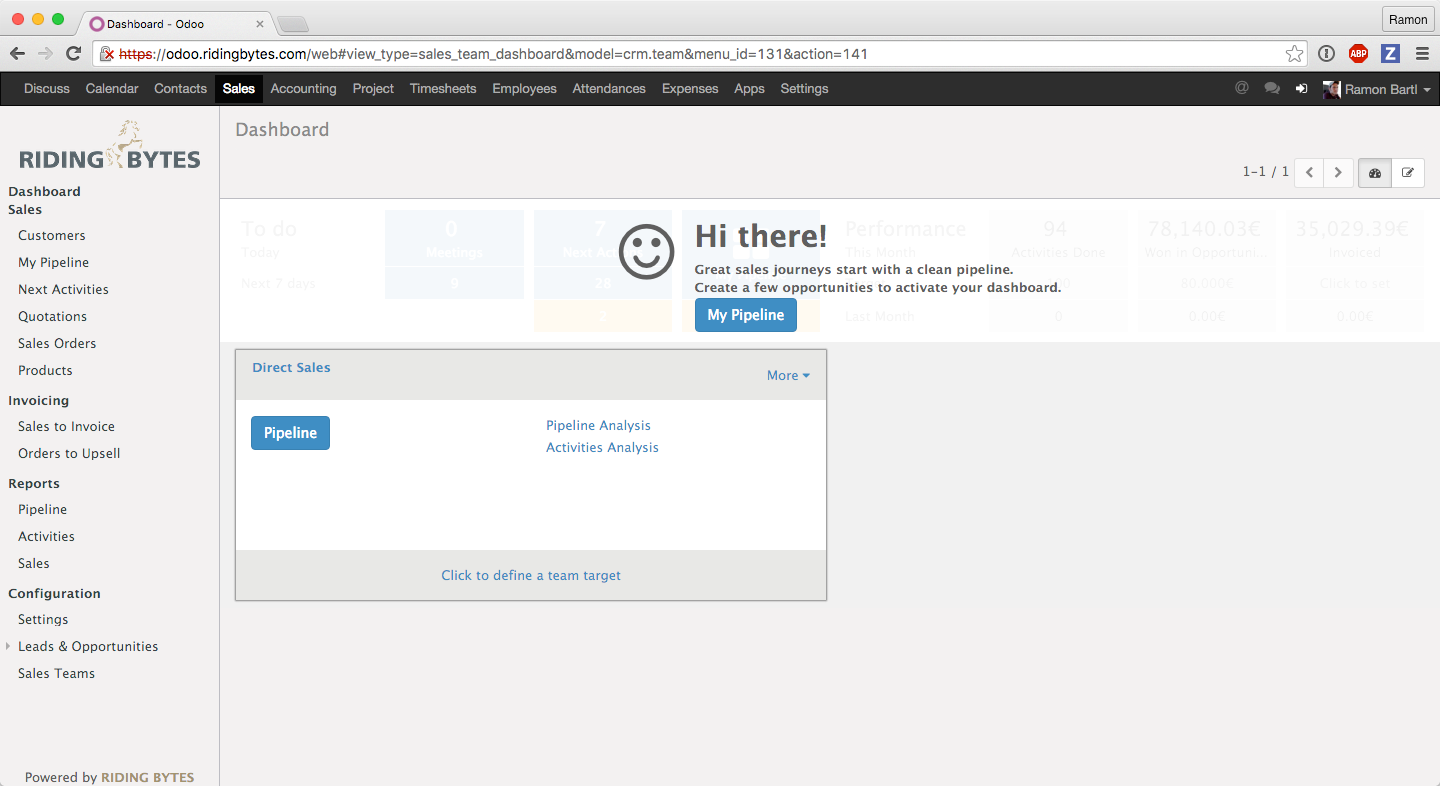 Dashboard - Odoo
Ramon
https://odoo.ridingbytes.com/web#view_type=sales_team_dashboard&model=crm.team&menu_id=131&action=141
ABP
Z
Discuss Calendar Contacts Sales Accounting Project Timesheets Employees Attendances Expenses Apps Settings @ Ramon Bartl
RIDING BYTES
Dashboard
Sales
Customers
My Pipeline
Next Activities
Quotations
Sales Orders
Products
Invoicing
Sales to Invoice
Orders to Upsell
Reports
Pipeline
Activities
Sales
Configuration
Settings
Leads & Opportunities
Sales Teams
Powered by RIDING BYTES
Dashboard
1-1 / 1
To do 0 7 Performance 94 78,140.03€ 35,029.39€
Today Meetings Next Act This Month Activities Done Won in Opportuni... Invoiced
Next 7 days 9 28 80,000€ Click to set
2 Last Month 0 0.00€ 0.00€
Hi there!
Great sales journeys start with a clean pipeline.
Create a few opportunities to activate your dashboard.
My Pipeline
Direct Sales
More
Pipeline
Pipeline Analysis
Activities Analysis
Click to define a team target